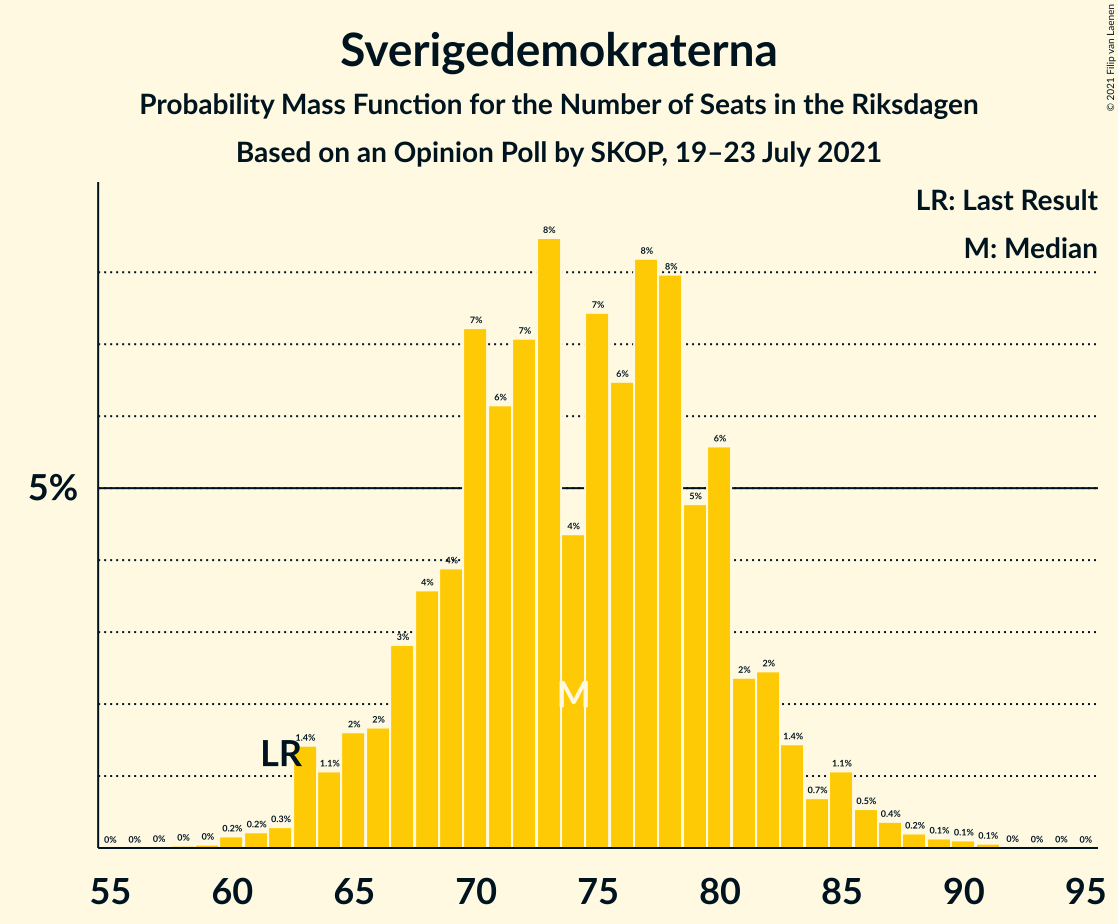 Sverigedemokraterna
Probability Mass Function for the Number of Seats in the Riksdagen
Based on an Opinion Poll by SKOP, 19–23 July 2021
© 2021 Filip van Laenen
LR: Last Result
M: Median
5%
0% 0% 0% 0% 0% 0.2% 0.2% 0.3% 1.4% 1.1% 2% 2% 3% 4% 4% 7% 6% 7% 8% 4% 7% 6% 8% 8% 5% 6% 2% 2% 1.4% 0.7% 1.1% 0.5% 0.4% 0.2% 0.1% 0.1% 0.1% 0% 0% 0% 0%
LR
M
55 60 65 70 75 80 85 90 95